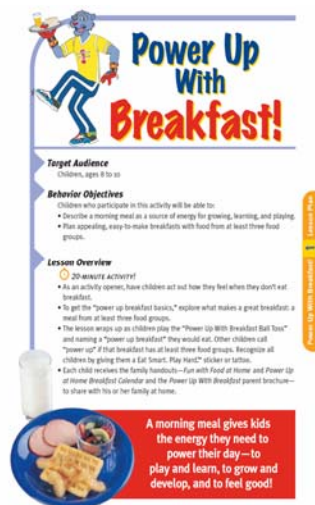 Power Up
With
Breakfast!
Target Audience
Children, ages 8 to 10
Behavior Objectives
Children who participate in this activity will be able to:
• Describe a morning meal as a source of energy for growing, learning, and playing.
• Plan appealing, easy-to-make breakfasts with food from at least three food
groups.
Lesson Overview
20-MINUTE ACTIVITY!
• As an activity opener, have children act out how they feel when they don't eat
breakfast.
• To get the "power up breakfast basics," explore what makes a great breakfast: a
meal from at least three food groups.
• The lesson wraps up as children play the "Power Up With Breakfast Ball Toss"
and naming a "power up breakfast" they would eat. Other children call
"power up" if that breakfast has at least three food groups. Recognize all
children by giving them a Eat Smart. Play Hard.™ sticker or tattoo.
• Each child receives the family handouts—Fun with Food at Home and Power Up
at Home Breakfast Calendar and the Power Up With Breakfast parent brochure—
to share with his or her family at home.
Power Up With Breakfast!
Lesson Plan
A morning meal gives kids
the energy they need to
power their day—to
play and learn, to grow and
develop, and to feel good!